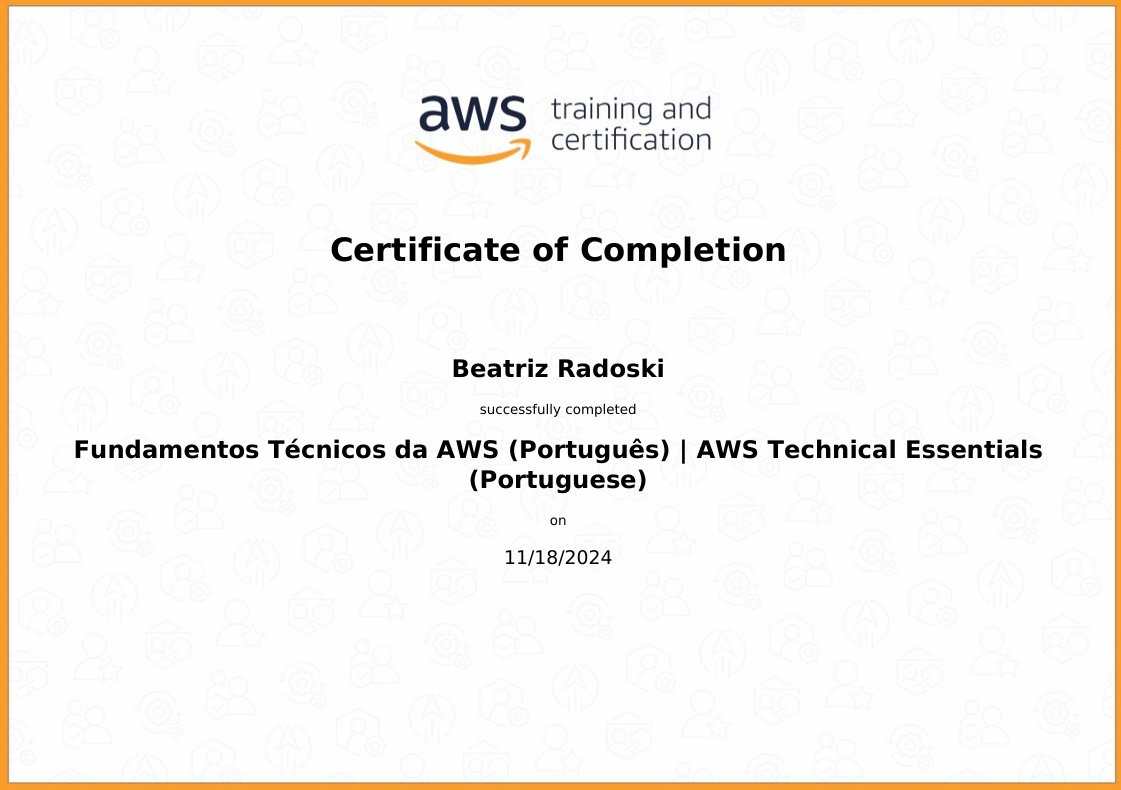 aws training and
certification
Certificate of Completion
Beatriz Radoski
successfully completed
Fundamentos Técnicos da AWS (Português) | AWS Technical Essentials
(Portuguese)
on
11/18/2024